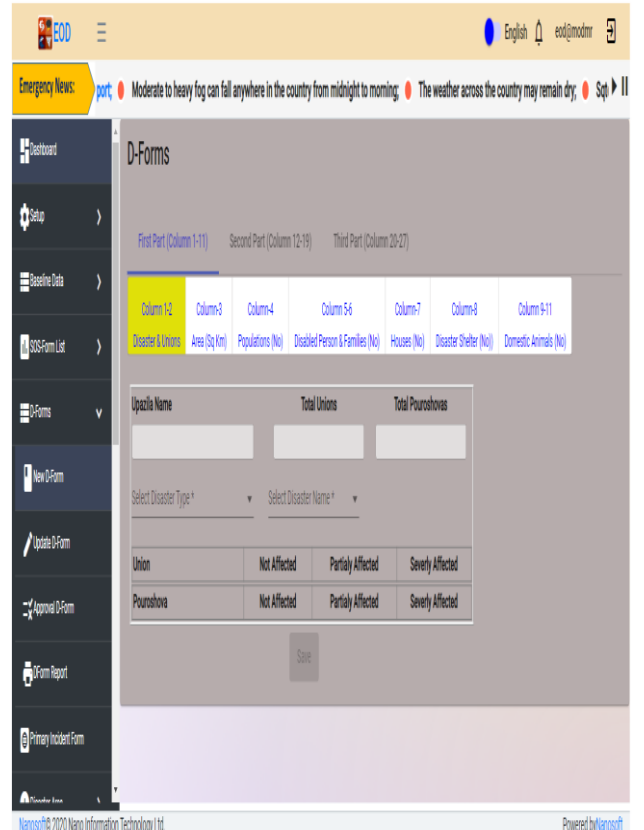 EOD
English eod@modmr
Emergency News: port; Moderate to heavy fog can fall anywhere in the country from midnight to morning; The weather across the country may remain dry;
Dashboard
Setup
Baseline Data
SOS-Form List
D-Forms
New D-Form
Update D-Form
Approval D-Form
DForm Report
Primary Incident Form
D-Forms
First Part (Column 1-11) Second Part (Column 12-19) Third Part (Column 20-27)
Column 1-2 Column-3 Column-4 Column 5-6 Column-7 Column-8 Column 9-11
Disaster & Unions Area (Sq Km) Populations (No) Disabled Person & Families (No) Houses (No) Disaster Shelter (No)) Domestic Animals (No)
Upazila Name Total Unions Total Pouroshovas
Select Disaster Type * Select Disaster Name *
Union Not Affected Partialy Affected Severly Affected
Pouroshova Not Affected Partialy Affected Severly Affected
Save
Nanosoft© 2020 Nano Information Technology Ltd. Powered byNanosoft